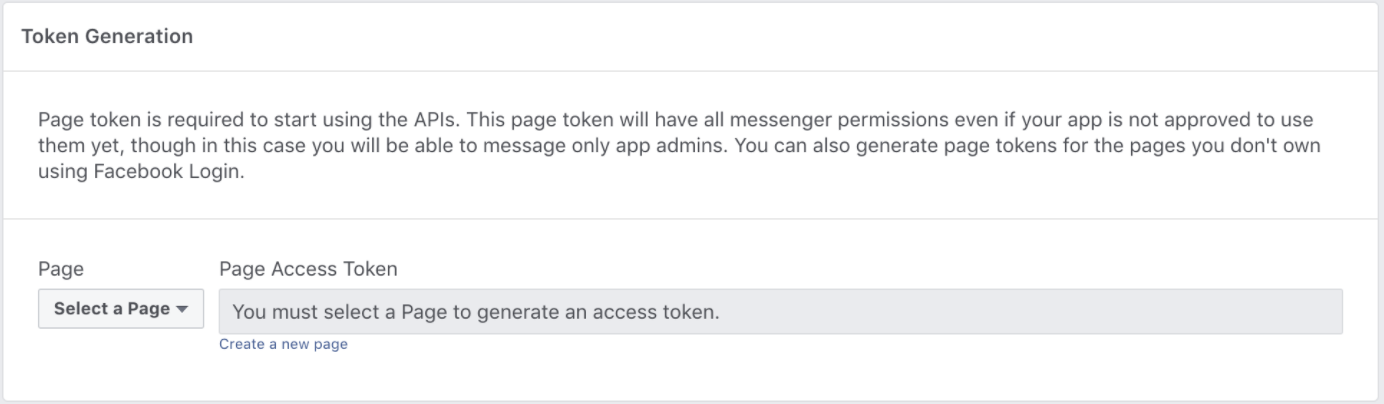 Token Generation
Page token is required to start using the APIs. This page token will have all messenger permissions even if your app is not approved to use
them yet, though in this case you will be able to message only app admins. You can also generate page tokens for the pages you don't own
using Facebook Login.
Page
Page Access Token
Select a Page
You must select a Page to generate an access token.
Create a new page